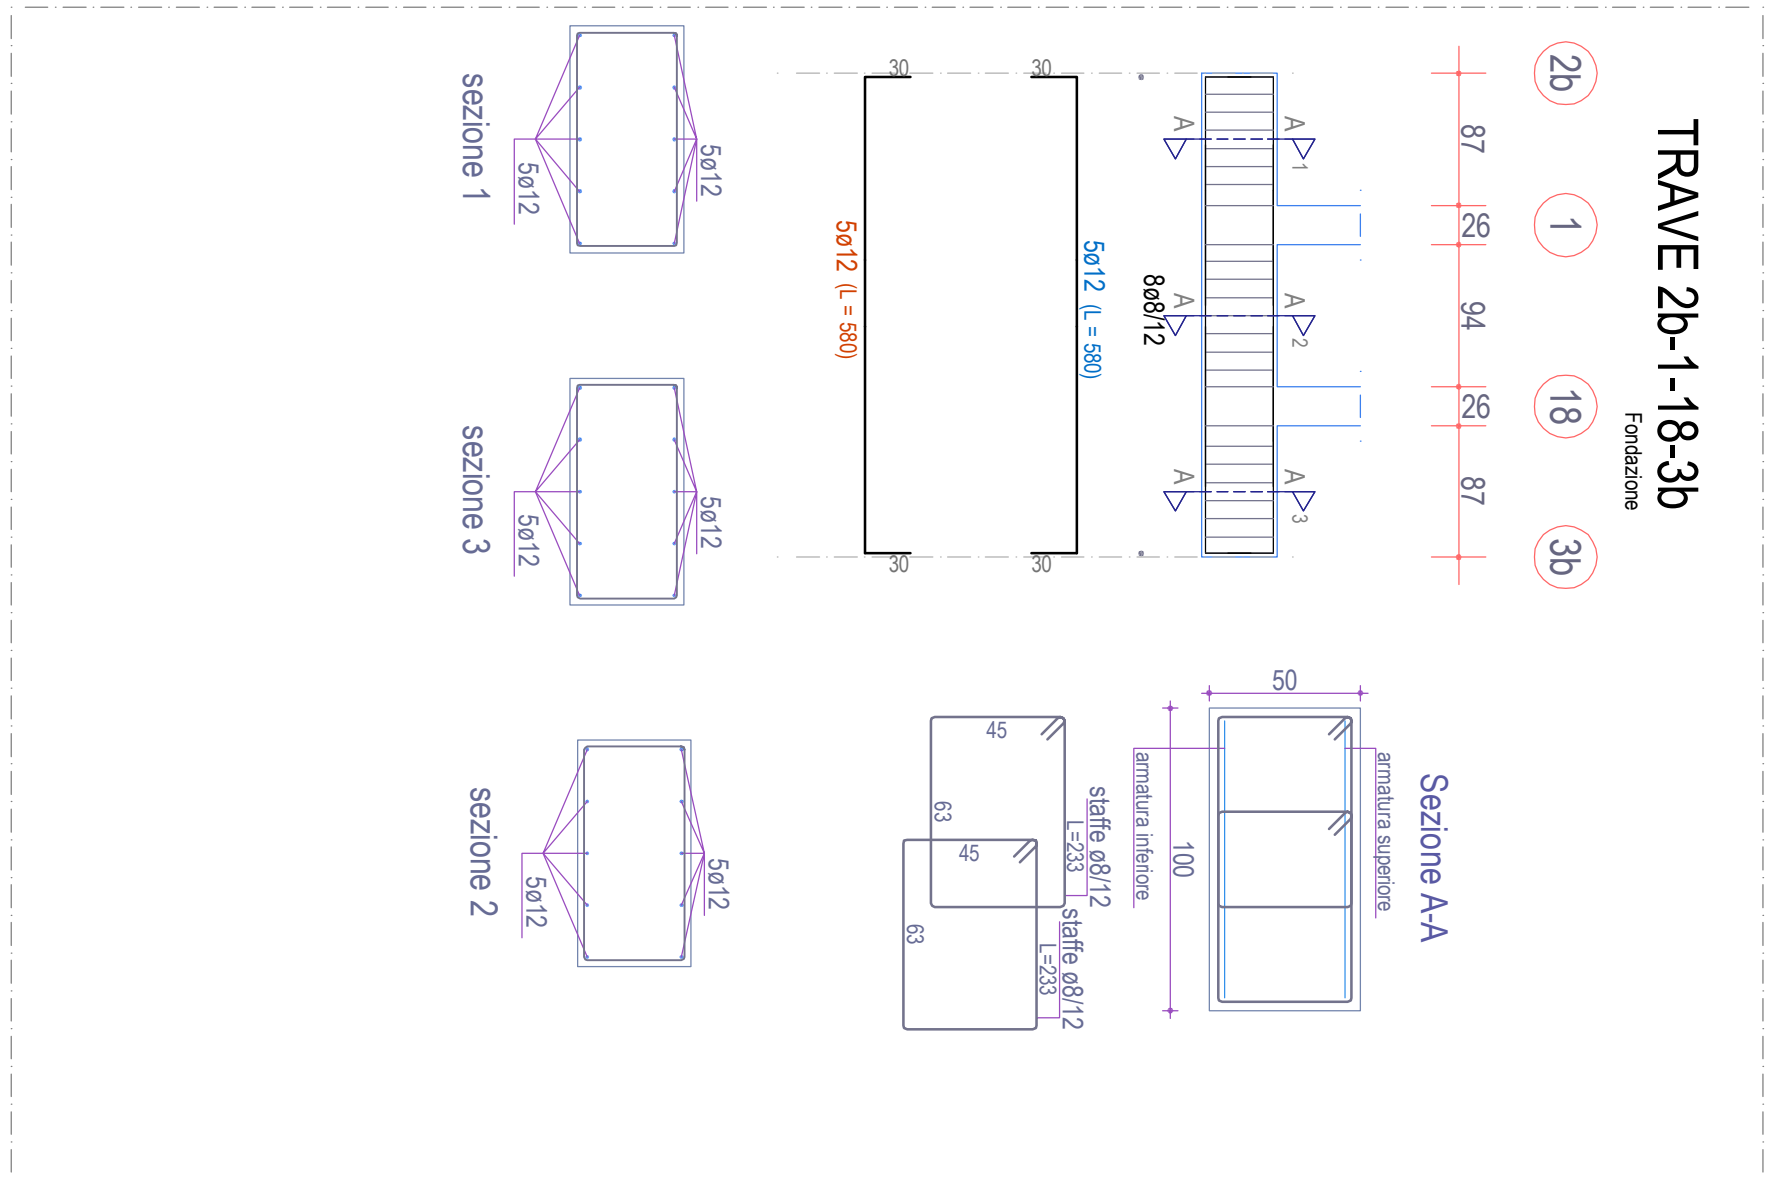 TRAVE 2b-1-18-3b
Fondazione
2b
1
18
3b
87
26
94
26
87
A
A
1
A
A
2
A
A
3
8ø8/12
30
30
5ø12 (L = 580)
30
30
5ø12 (L = 580)
5ø12
5ø12
sezione 1
5ø12
5ø12
sezione 3
5ø12
5ø12
sezione 2
Sezione A-A
armatura superiore
50
100
armatura inferiore
staffe ø8/12
L=233
45
63
staffe ø8/12
L=233
45
63